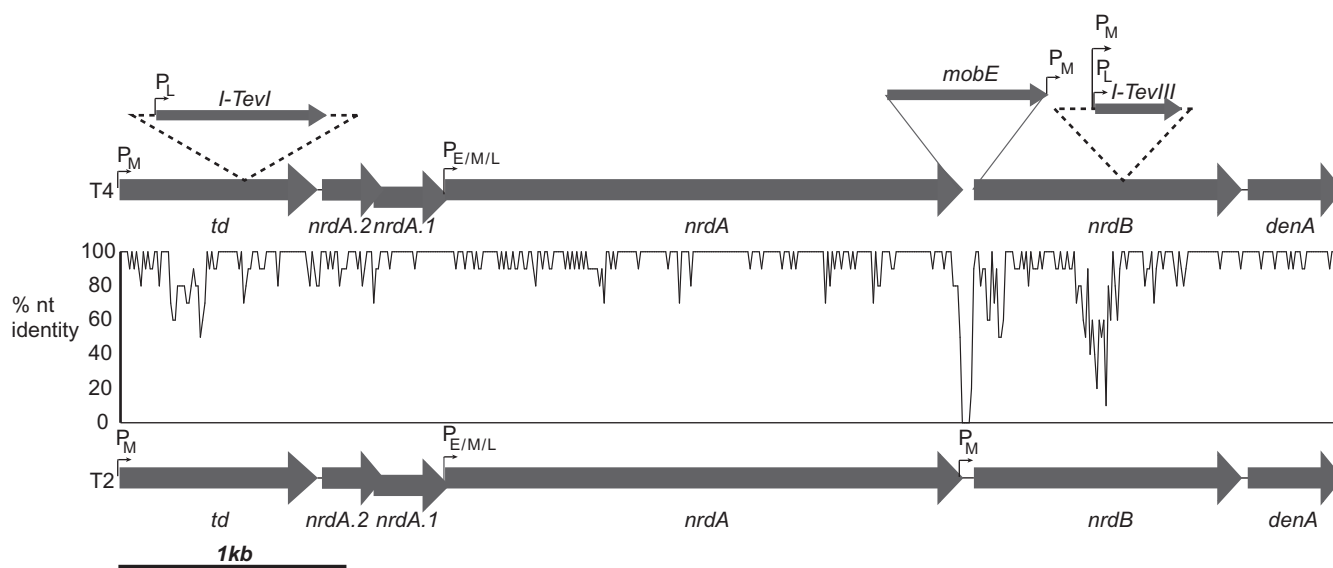 P_M
P_L I-TevI mobE P_M P_L I-TevIII
P_M P_E/M/L
T4
td nrdA.2 nrdA.1 nrdA nrdB denA
100
80
% nt
identity
60
40
20
0
P_M P_E/M/L P_M
T2
td nrdA.2 nrdA.1 nrdA nrdB denA
1kb